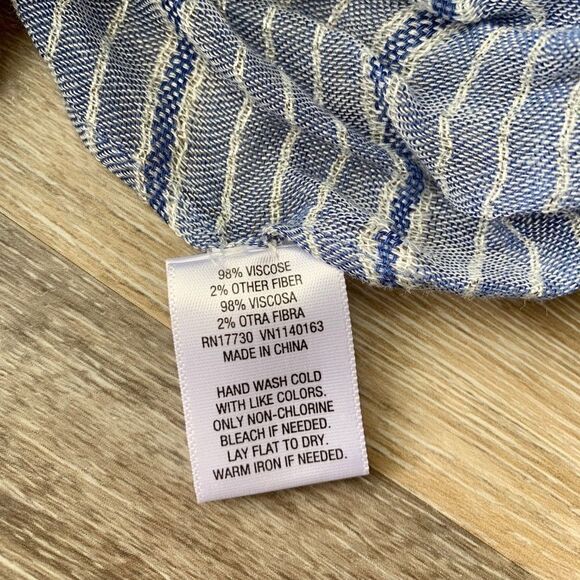 98% VISCOSE
2% OTHER FIBER
98% VISCOSA
2% OTRA FIBRA
RN17730 VN1140163
MADE IN CHINA
HAND WASH COLD
WITH LIKE COLORS.
ONLY NON-CHLORINE
BLEACH IF NEEDED.
LAY FLAT TO DRY.
WARM IRON IF NEEDED.